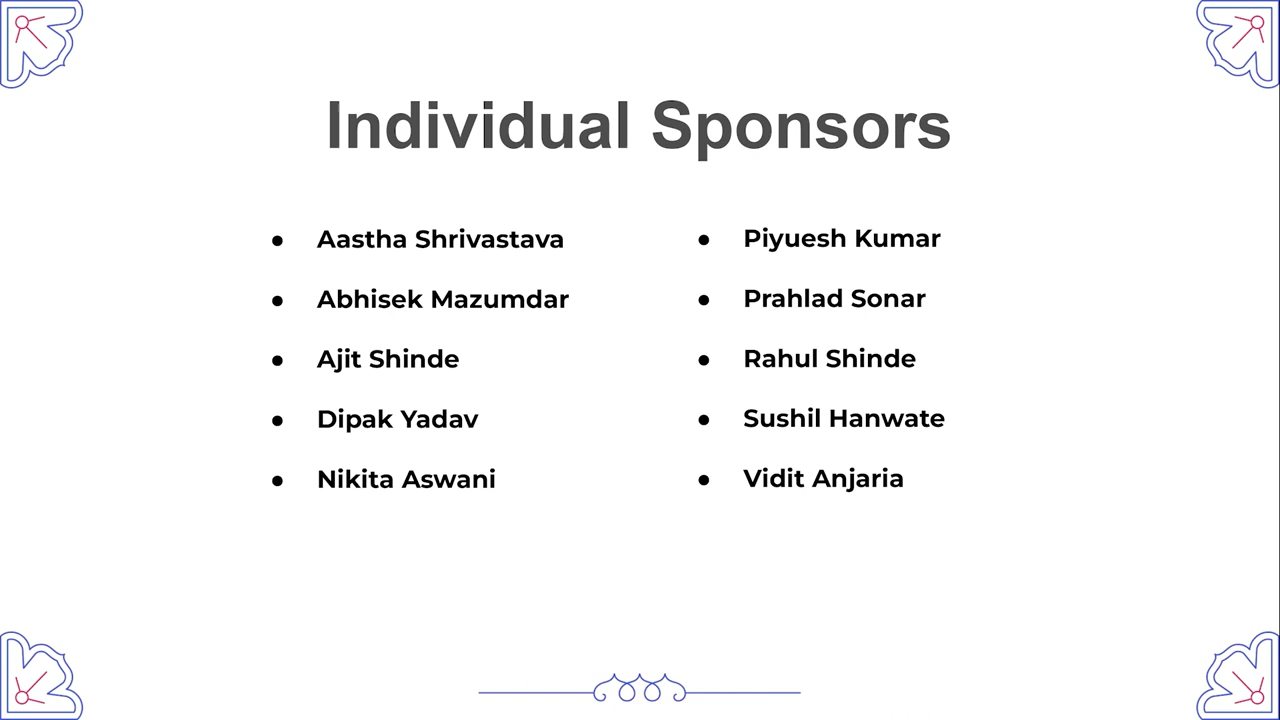 Individual Sponsors
● Aastha Shrivastava
● Abhisek Mazumdar
● Ajit Shinde
● Dipak Yadav
● Nikita Aswani
● Piyuesh Kumar
● Prahlad Sonar
● Rahul Shinde
● Sushil Hanwate
● Vidit Anjaria